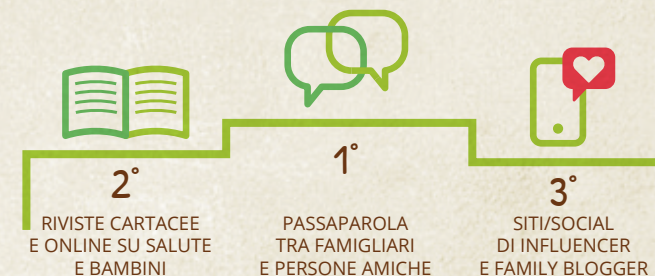 2°
RIVISTE CARTACEE
E ONLINE SU SALUTE
E BAMBINI
1°
PASSAPAROLA
TRA FAMIGLIARI
E PERSONE AMICHE
3°
SITI/SOCIAL
DI INFLUENCER
E FAMILY BLOGGER